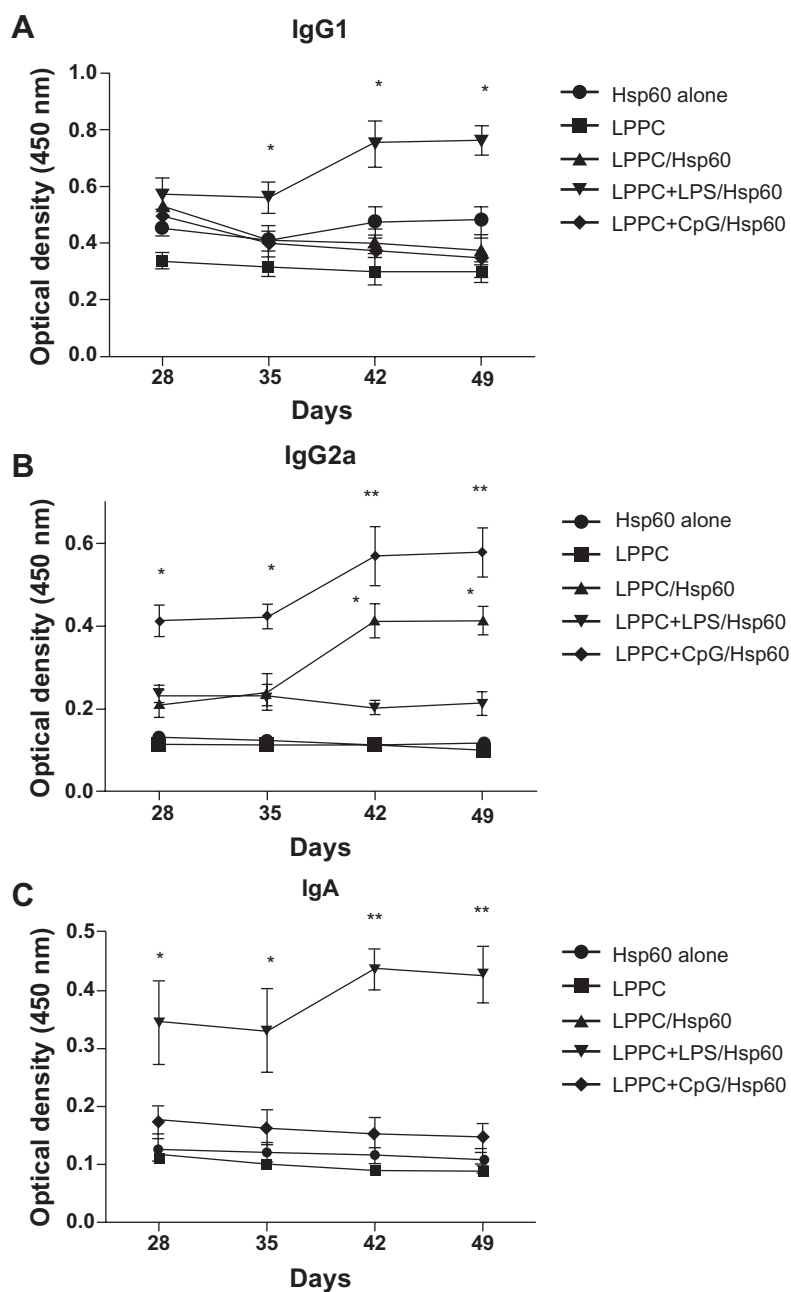 A
IgG1
Optical density (450 nm)
1.0
0.8
0.6
0.4
0.2
0.0
*
*
*
28 35 42 49
Days
Hsp60 alone
LPPC
LPPC/Hsp60
LPPC+LPS/Hsp60
LPPC+CpG/Hsp60
B
IgG2a
Optical density (450 nm)
0.6
0.4
0.2
0.0
*
*
**
**
*
*
28 35 42 49
Days
Hsp60 alone
LPPC
LPPC/Hsp60
LPPC+LPS/Hsp60
LPPC+CpG/Hsp60
C
IgA
Optical density (450 nm)
0.5
0.4
0.3
0.2
0.1
0.0
*
*
**
**
28 35 42 49
Days
Hsp60 alone
LPPC
LPPC/Hsp60
LPPC+LPS/Hsp60
LPPC+CpG/Hsp60